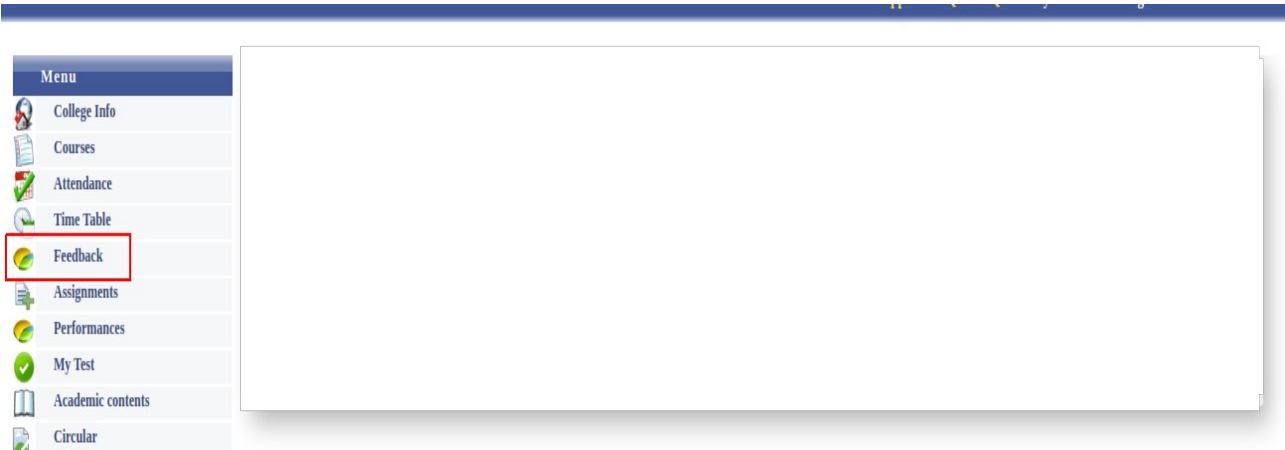 Menu
College Info
Courses
Attendance
Time Table
Feedback
Assignments
Performances
My Test
Academic contents
Circular